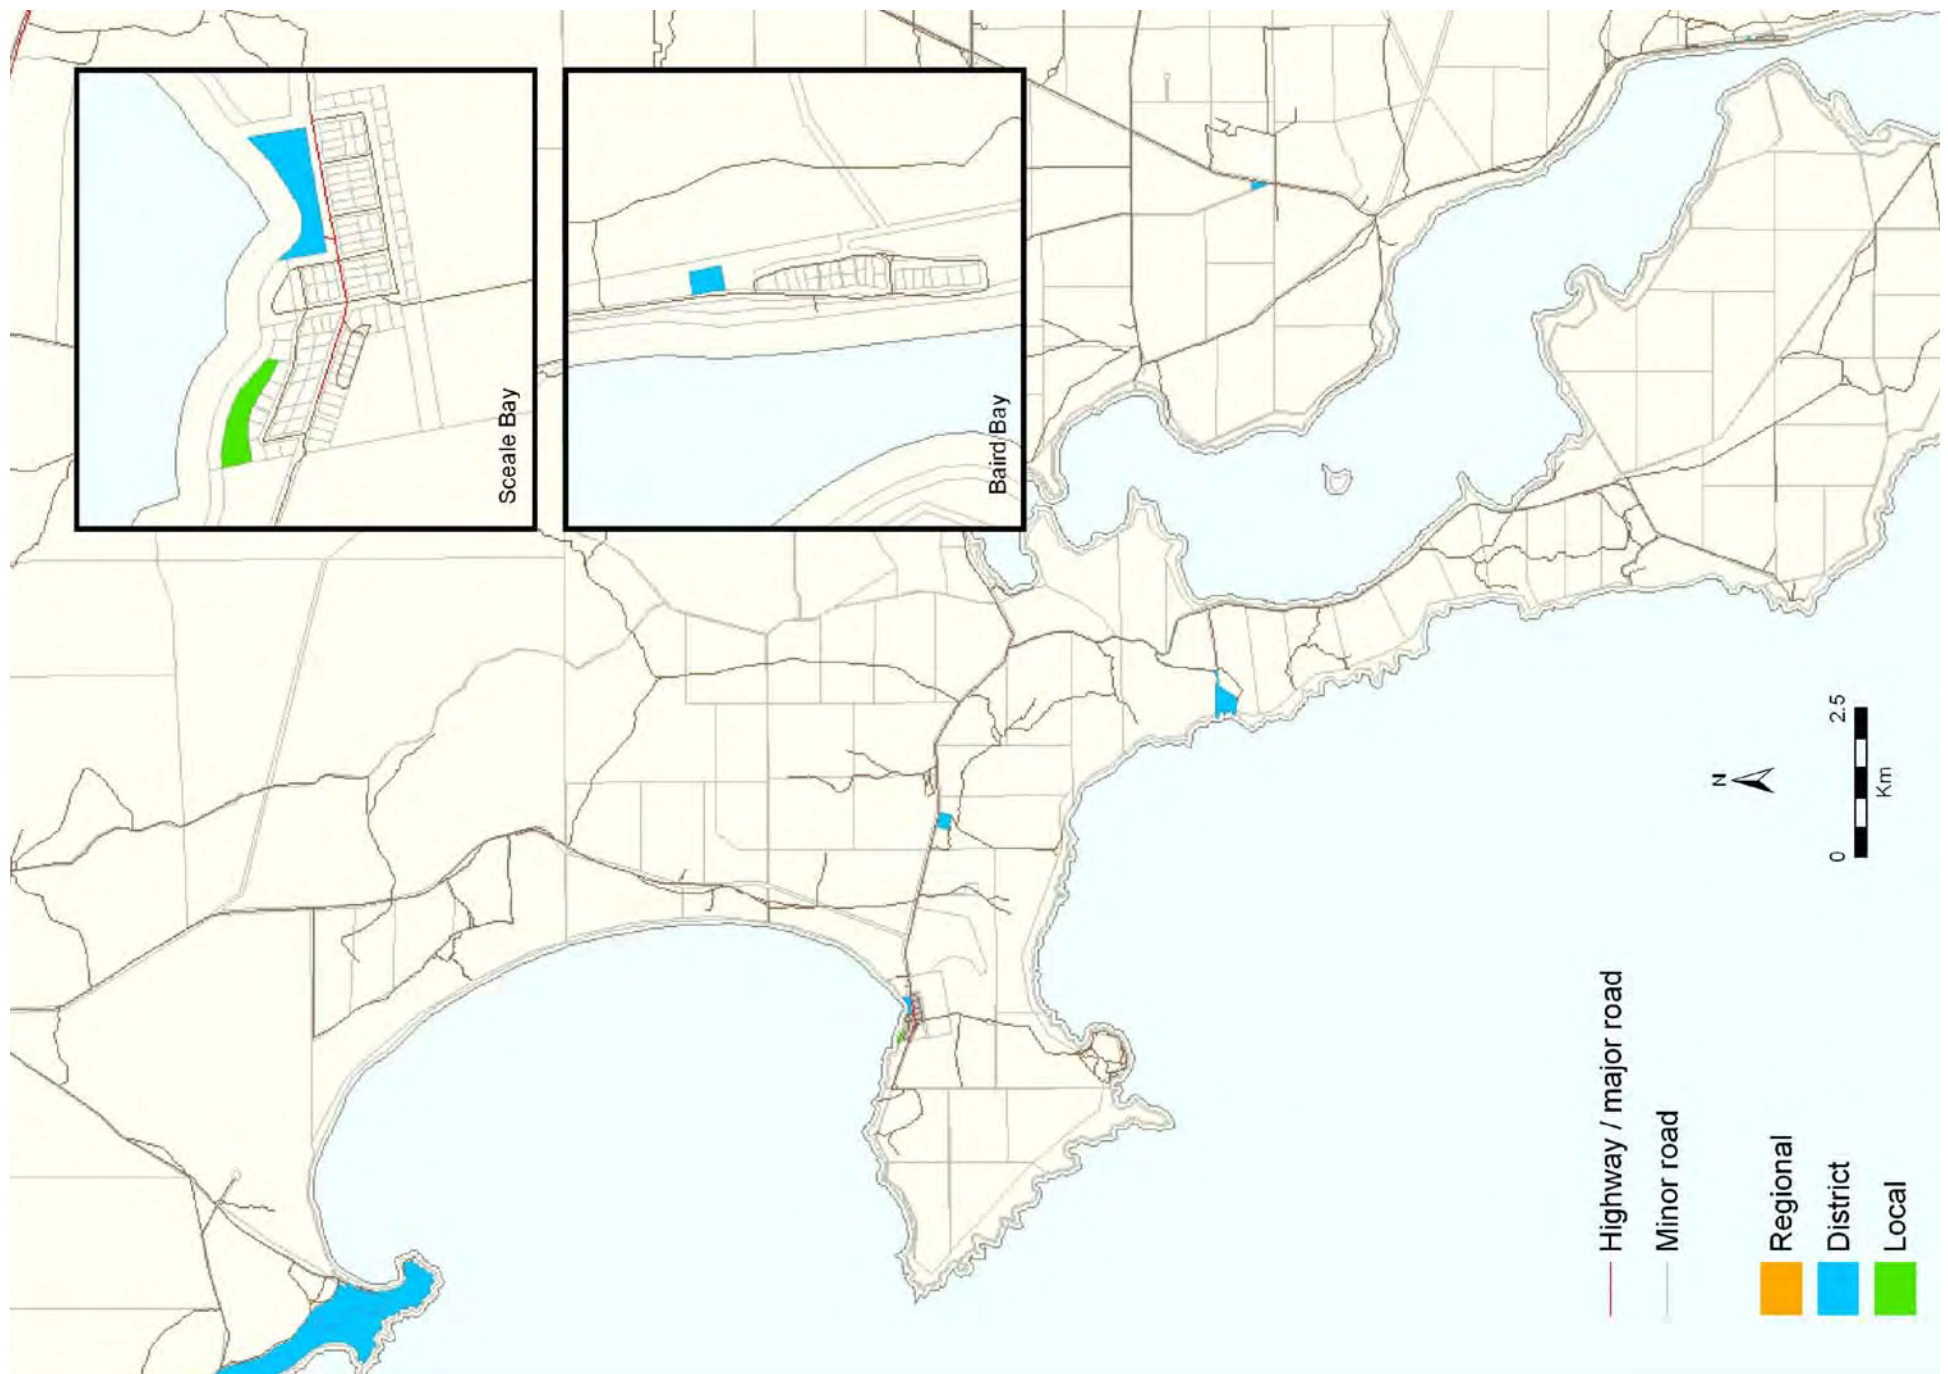 Sceale Bay
Baird Bay
N
0
2.5
Km
Highway / major road
Minor road
Regional
District
Local